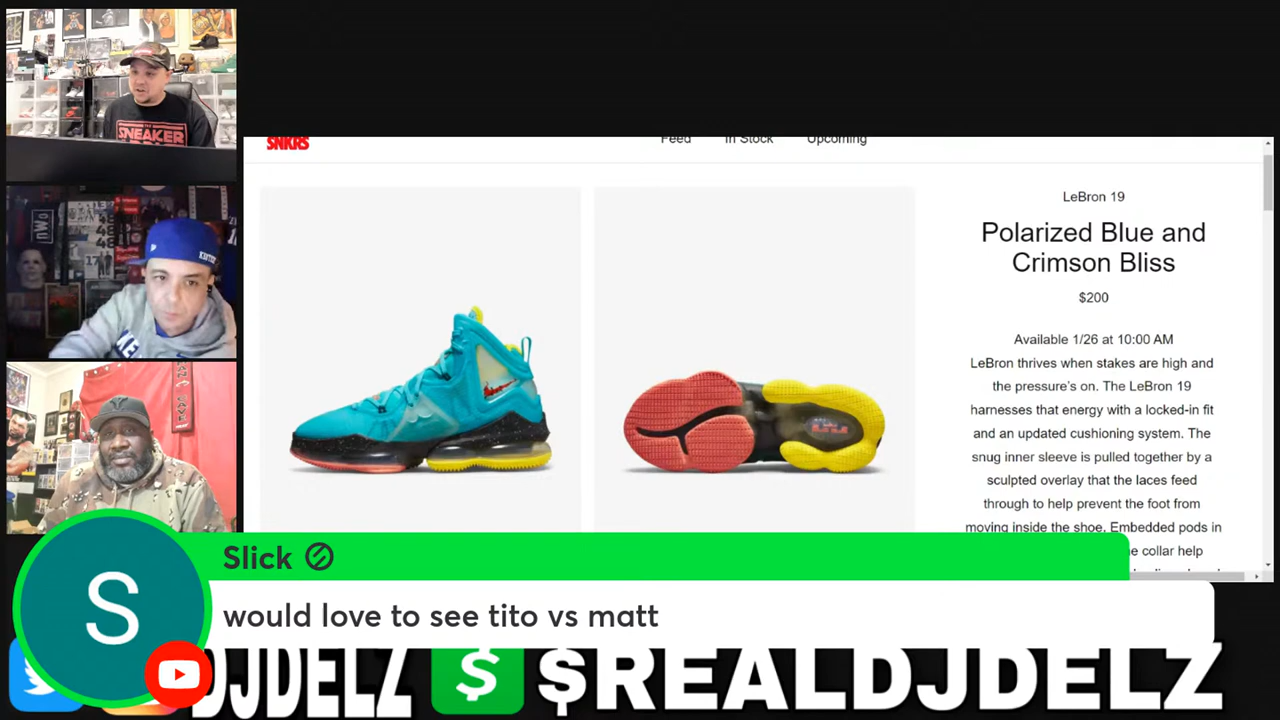 SNKRS
Feed
In Stock
Upcoming
LeBron 19
Polarized Blue and
Crimson Bliss
$200
Available 1/26 at 10:00 AM
LeBron thrives when stakes are high and
the pressure's on. The LeBron 19
harnesses that energy with a locked-in fit
and an updated cushioning system. The
snug inner sleeve is pulled together by a
sculpted overlay that the laces feed
through to help prevent the foot from
moving inside the shoe. Embedded pods in
collar help
THE
SNEAKER
nWo
S
Slick
would love to see tito vs matt
DJDELZ
$
$REALDJDELZ